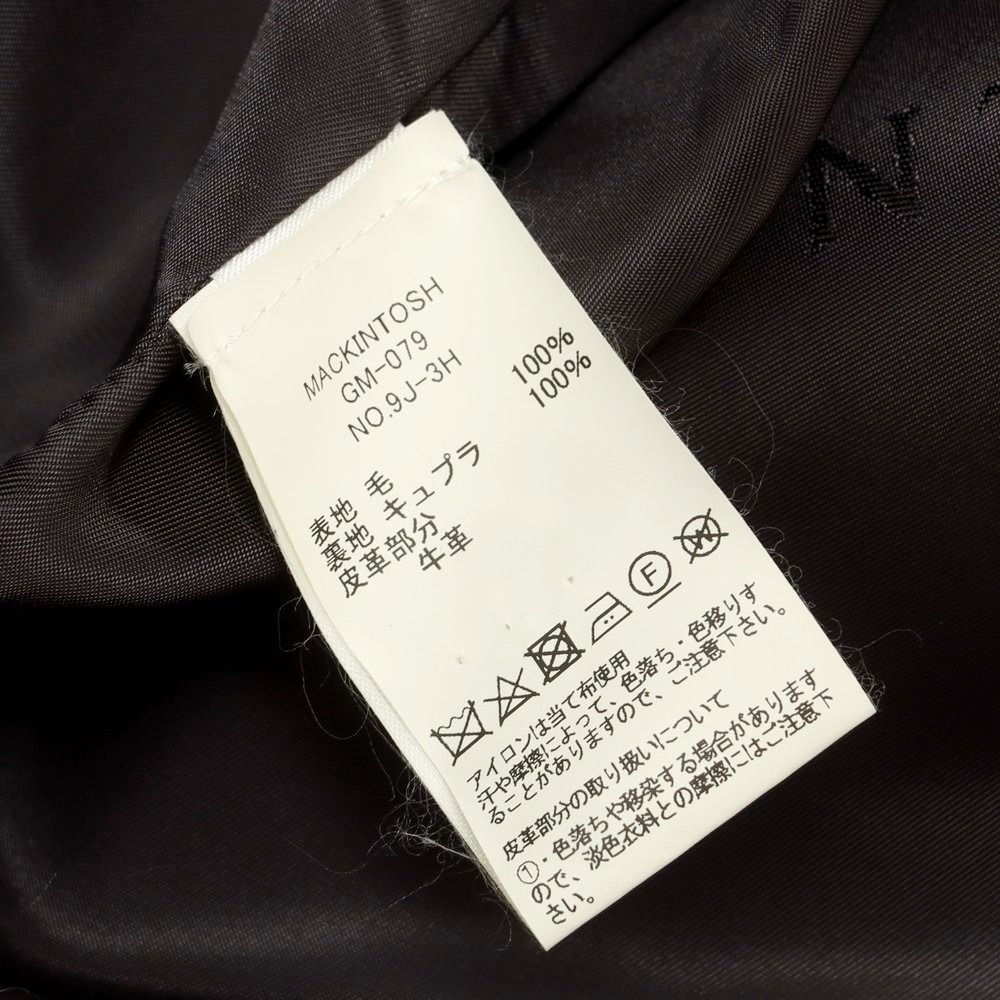 MACKINTOSH
GM-079
NO.9J-3H
表地 毛 100%
裏地 キュプラ 100%
皮革部分
牛革
F
W
アイロンは当て布使用
汗や摩擦によって、色落ち・色移りす
ることがありますので、ご注意下さい。
皮革部分の取り扱いについて
①・色落ちや移染する場合があります
ので、淡色衣料との摩擦にはご注意下
さい。
N